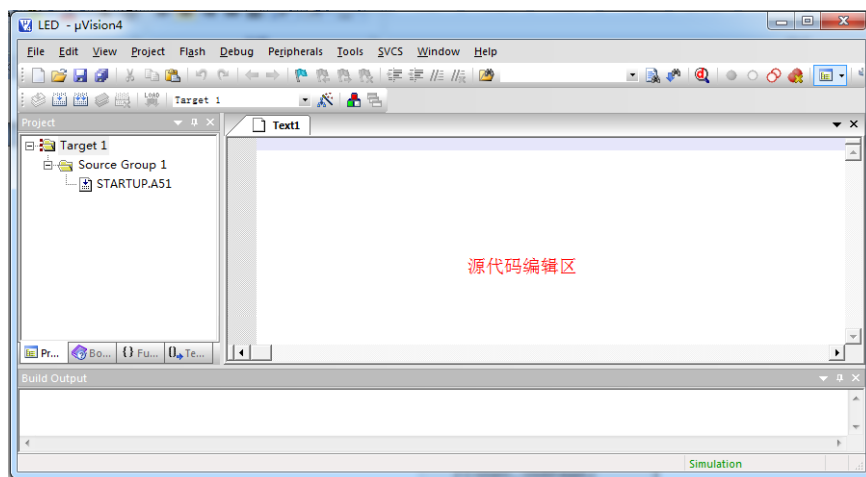 LED - µVision4
File Edit View Project Flash Debug Peripherals Tools SVCS Window Help
Target 1
Project
Text1
Target 1
Source Group 1
STARTUP.A51
源代码编辑区
Pr... Bo... {} Fu... 0 Te...
Build Output
Simulation